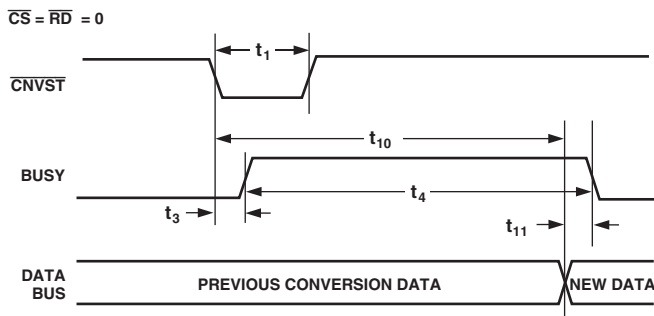 CS = RD = 0
t1
CNVST
t10
BUSY
t4
t3
t11
DATA
BUS
PREVIOUS CONVERSION DATA
NEW DATA